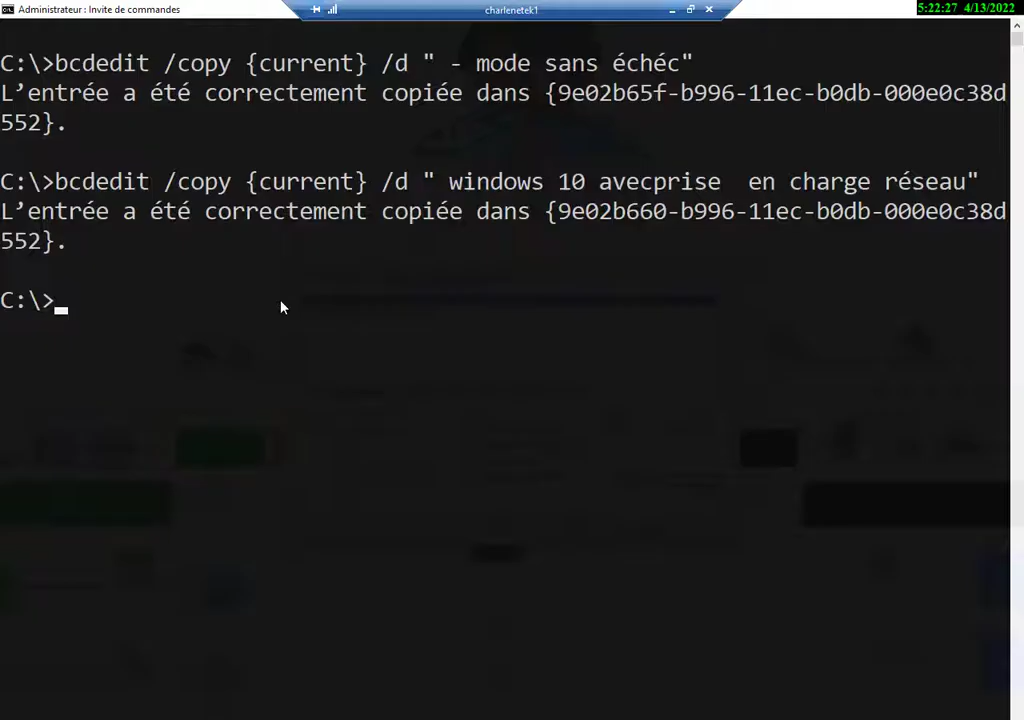 Administrateur : Invite de commandes
charlenetek1
5:22:27 4/13/2022
C:\>bcdedit /copy {current} /d " - mode sans échéc"
L’entrée a été correctement copiée dans {9e02b65f-b996-11ec-b0db-000e0c38d
552}.
C:\>bcdedit /copy {current} /d " windows 10 avecprise  en charge réseau"
L’entrée a été correctement copiée dans {9e02b660-b996-11ec-b0db-000e0c38d
552}.
C:\>